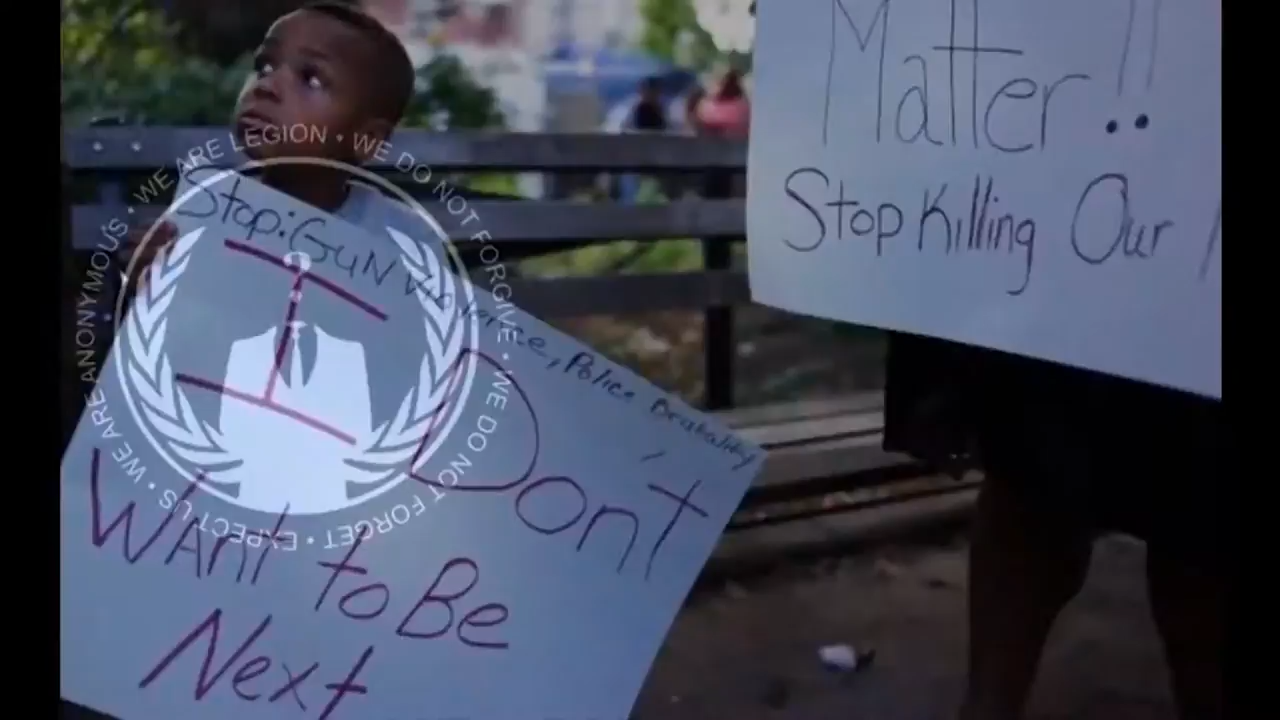 Matter!!
Stop Killing Our
Stop: Gun Violence, Police Brutality
I
Don't
Want to Be
Next
WE ARE ANONYMOUS • WE ARE LEGION • WE DO NOT FORGIVE • WE DO NOT FORGET • EXPECT US •